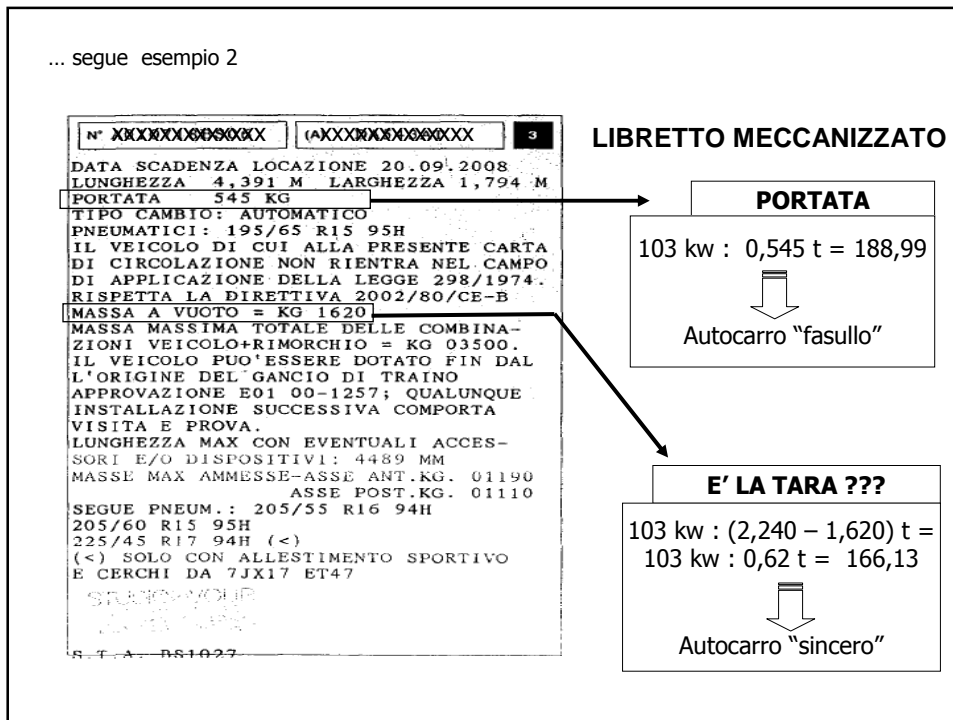 ... segue esempio 2
N°
(A)
3
DATA SCADENZA LOCAZIONE 20.09.2008
LUNGHEZZA 4,391 M LARGHEZZA 1,794 M
PORTATA 545 KG
TIPO CAMBIO: AUTOMATICO
PNEUMATICI: 195/65 R15 95H
IL VEICOLO DI CUI ALLA PRESENTE CARTA
DI CIRCOLAZIONE NON RIENTRA NEL CAMPO
DI APPLICAZIONE DELLA LEGGE 298/1974.
RISPETTA LA DIRETTIVA 2002/80/CE-B
MASSA A VUOTO = KG 1620
MASSA MASSIMA TOTALE DELLE COMBINA-
ZIONI VEICOLO+RIMORCHIO = KG 03500.
IL VEICOLO PUO'ESSERE DOTATO FIN DAL
L'ORIGINE DEL GANCIO DI TRAINO
APPROVAZIONE E01 00-1257; QUALUNQUE
INSTALLAZIONE SUCCESSIVA COMPORTA
VISITA E PROVA.
LUNGHEZZA MAX CON EVENTUALI ACCES-
SORI E/O DISPOSITIVI: 4489 MM
MASSE MAX AMMESSE-ASSE ANT.KG. 01190
ASSE POST.KG. 01110
SEGUE PNEUM.: 205/55 R16 94H
205/60 R15 95H
225/45 R17 94H (<)
(<) SOLO CON ALLESTIMENTO SPORTIVO
E CERCHI DA 7JX17 ET47
S.T.A. BS1027
LIBRETTO MECCANIZZATO
PORTATA
103 kw : 0,545 t = 188,99
Autocarro “fasullo”
E’ LA TARA ???
103 kw : (2,240 – 1,620) t =
103 kw : 0,62 t = 166,13
Autocarro “sincero”